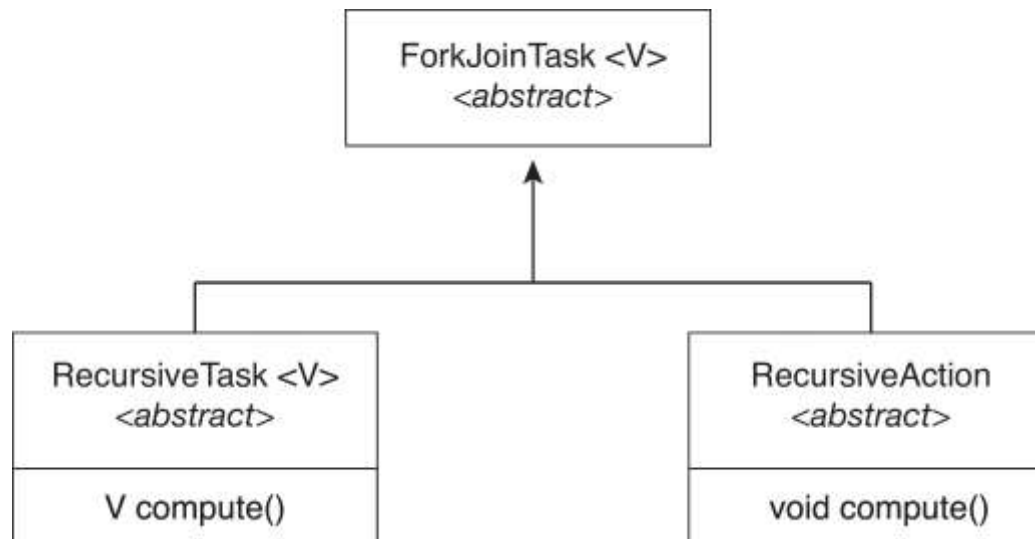 ForkJoinTask <V>
<abstract>
RecursiveTask <V>
<abstract>
V compute()
RecursiveAction
<abstract>
void compute()